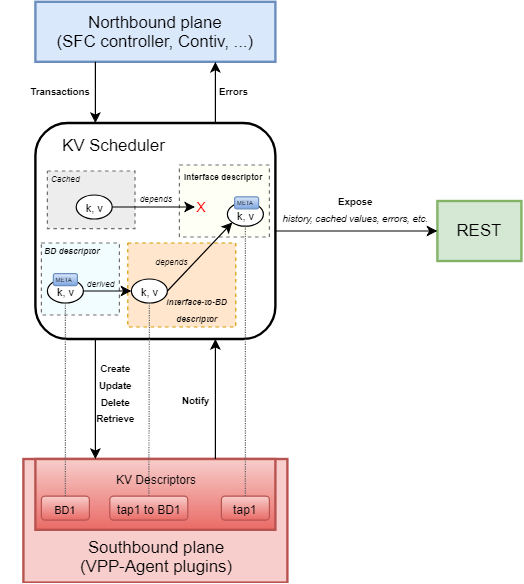 Northbound plane
(SFC controller, Contiv, ...)
Transactions
Errors
KV Scheduler
Cached
k, v
depends
X
Interface descriptor
META
k, v
Expose
history, cached values, errors, etc.
REST
BD descriptor
META
k, v
derived
depends
k, v
Interface-to-BD
descriptor
Create
Update
Delete
Retrieve
Notify
KV Descriptors
BD1
tap1 to BD1
tap1
Southbound plane
(VPP-Agent plugins)